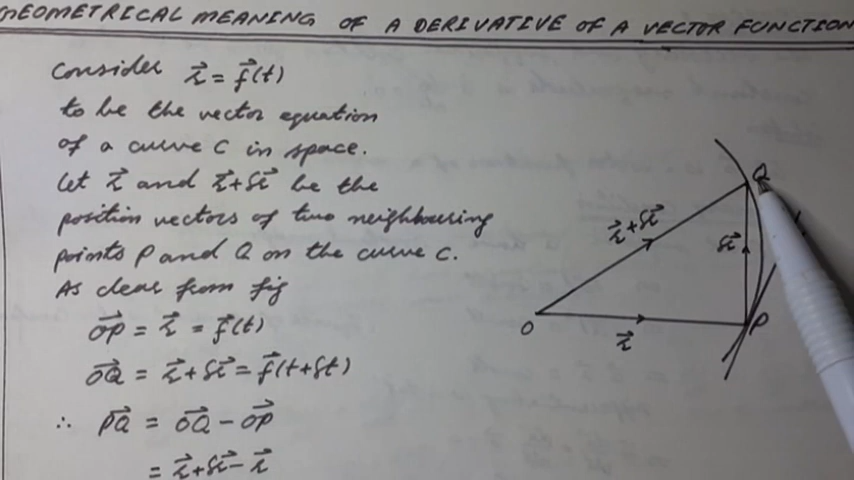 GEOMETRICAL MEANING OF A DERIVATIVE OF A VECTOR FUNCTION
Consider r⃗ = f⃗(t)
to be the vector equation
of a curve C in space.
Let r⃗ and r⃗+δr⃗ be the
position vectors of two neighbouring
points P and Q on the curve C.
As clear from fig
OP⃗ = r⃗ = f⃗(t)
OQ⃗ = r⃗+δr⃗ = f⃗(t+δt)
∴ PQ⃗ = OQ⃗ - OP⃗
= r⃗+δr⃗-r⃗
Q
r⃗+δr⃗
δr⃗
O
P
r⃗